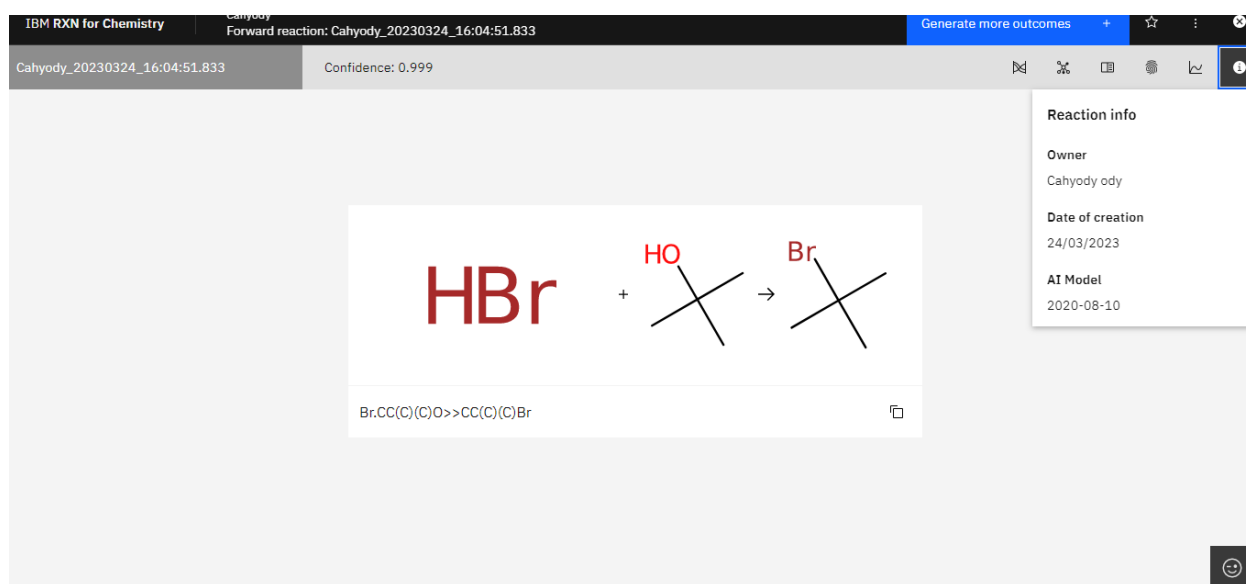 IBM RXN for Chemistry
Cahyody
Forward reaction: Cahyody_20230324_16:04:51.833
Generate more outcomes +
Cahyody_20230324_16:04:51.833
Confidence: 0.999
Reaction info
Owner
Cahyody ody
Date of creation
24/03/2023
AI Model
2020-08-10
HBr + HO → Br
Br.CC(C)(C)O>>CC(C)(C)Br